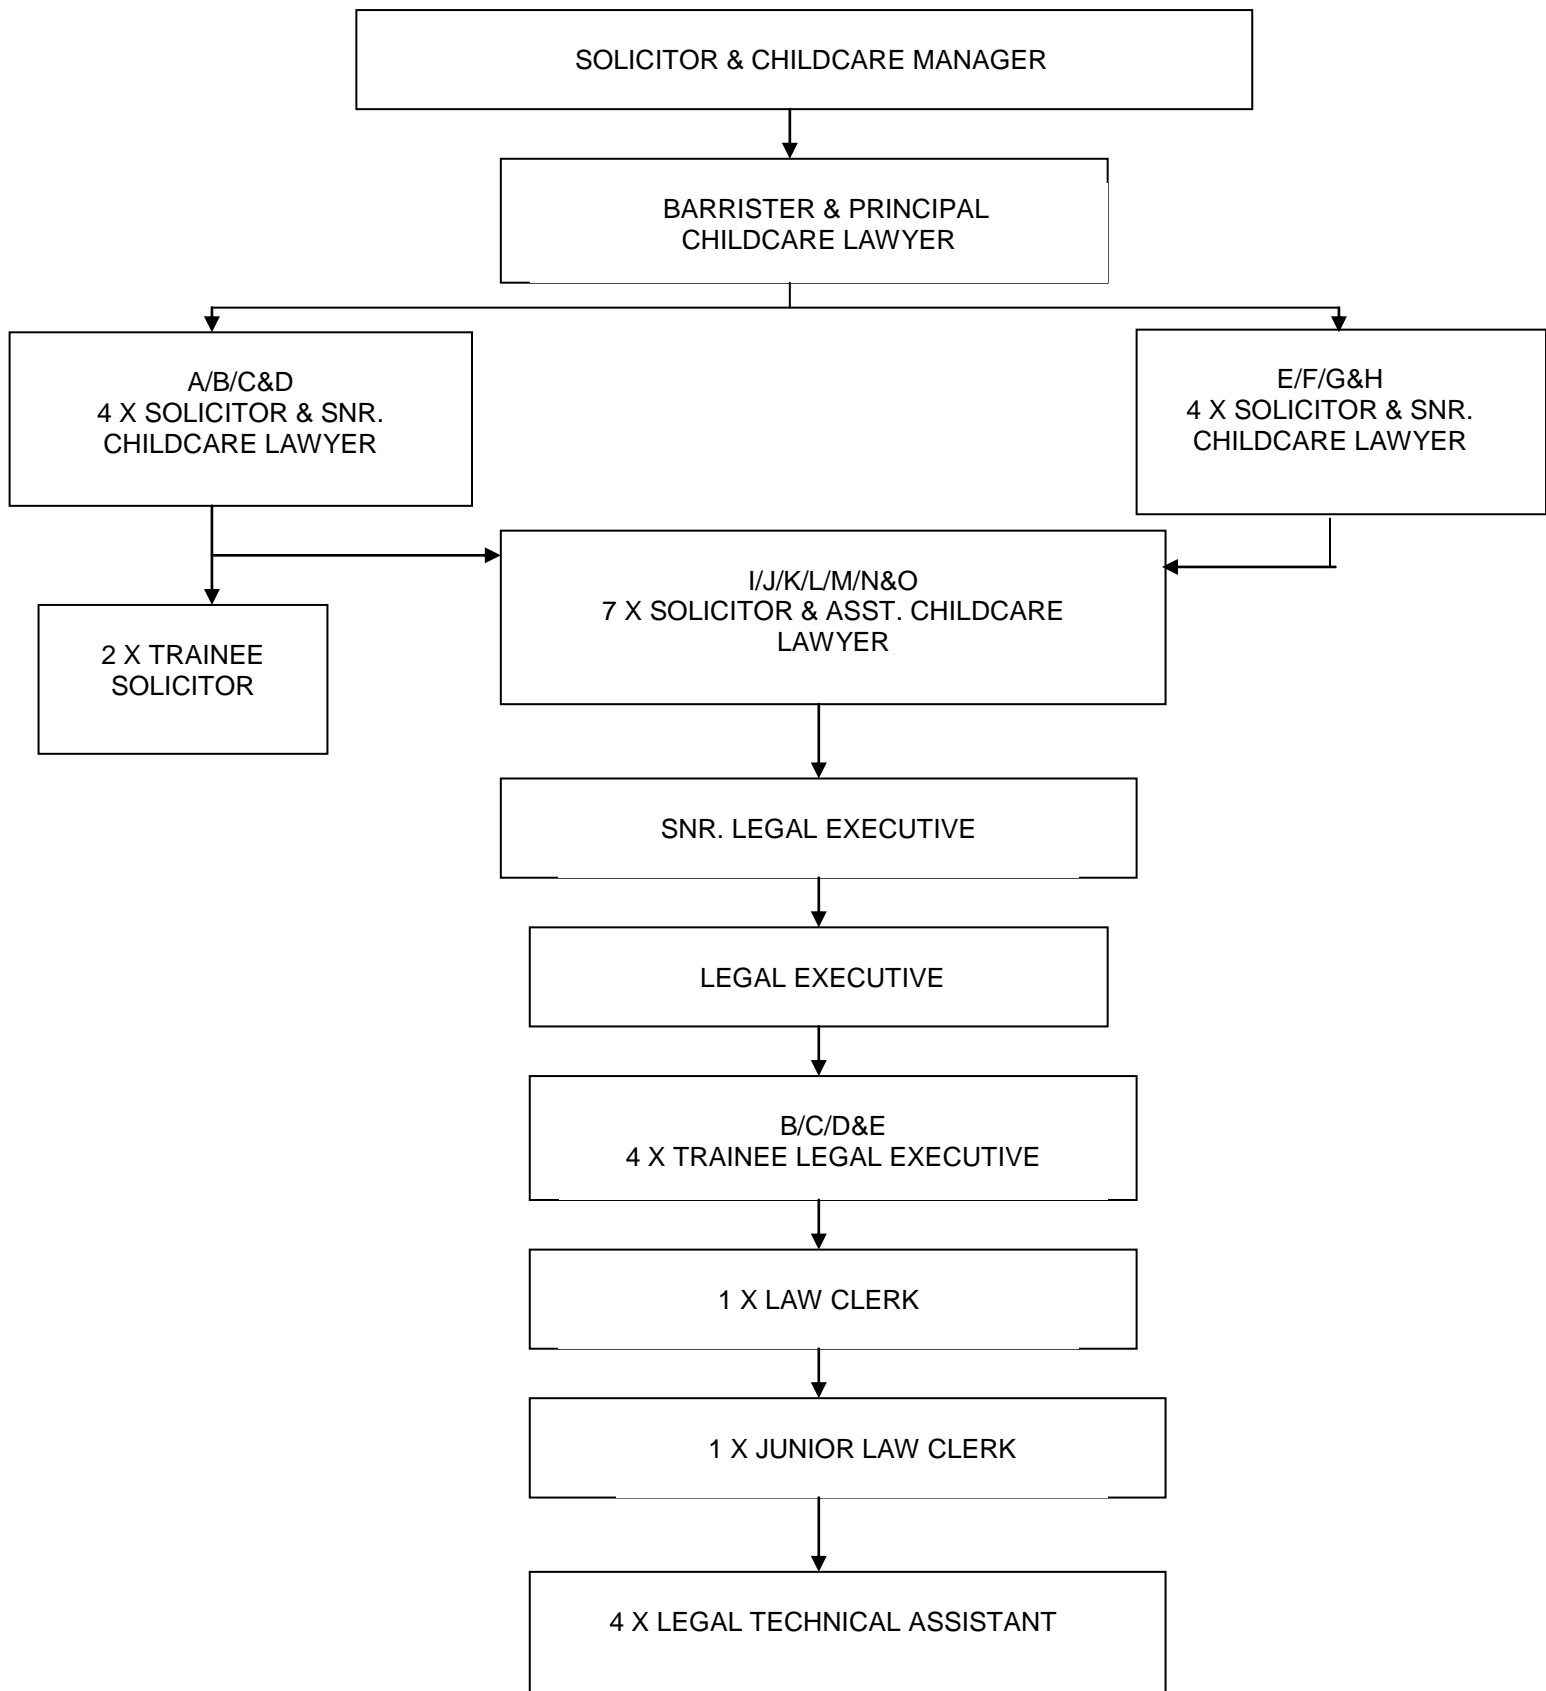 SOLICITOR & CHILDCARE MANAGER
BARRISTER & PRINCIPAL
CHILDCARE LAWYER
A/B/C&D
4 X SOLICITOR & SNR.
CHILDCARE LAWYER
E/F/G&H
4 X SOLICITOR & SNR.
CHILDCARE LAWYER
I/J/K/L/M/N&O
7 X SOLICITOR & ASST. CHILDCARE
LAWYER
2 X TRAINEE
SOLICITOR
SNR. LEGAL EXECUTIVE
LEGAL EXECUTIVE
B/C/D&E
4 X TRAINEE LEGAL EXECUTIVE
1 X LAW CLERK
1 X JUNIOR LAW CLERK
4 X LEGAL TECHNICAL ASSISTANT